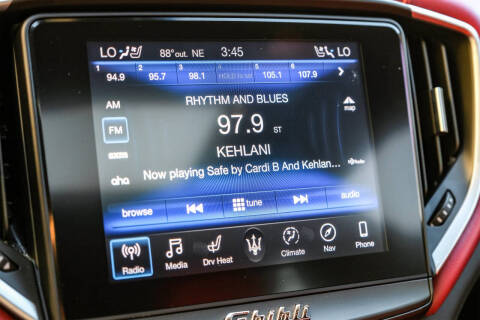 LO 88° out. NE 3:45 LO
1 2 3 4 5 6
94.9 95.7 98.1 HOLD to set 105.1 107.9
AM
RHYTHM AND BLUES
map
FM
97.9 ST
KEHLANI
Now playing Safe by Cardi B And Kehlan...
aha
browse tune audio
Radio Media Drv Heat Climate Nav Phone
Ghibli